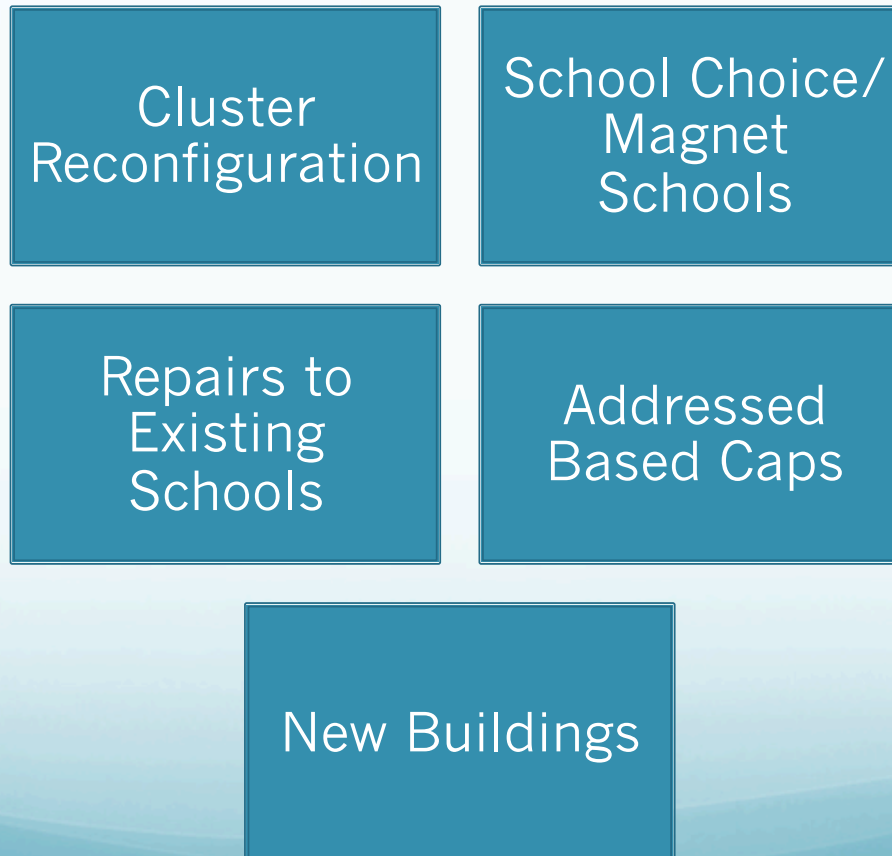 Cluster
Reconfiguration
School Choice/
Magnet
Schools
Repairs to
Existing
Schools
Addressed
Based Caps
New Buildings